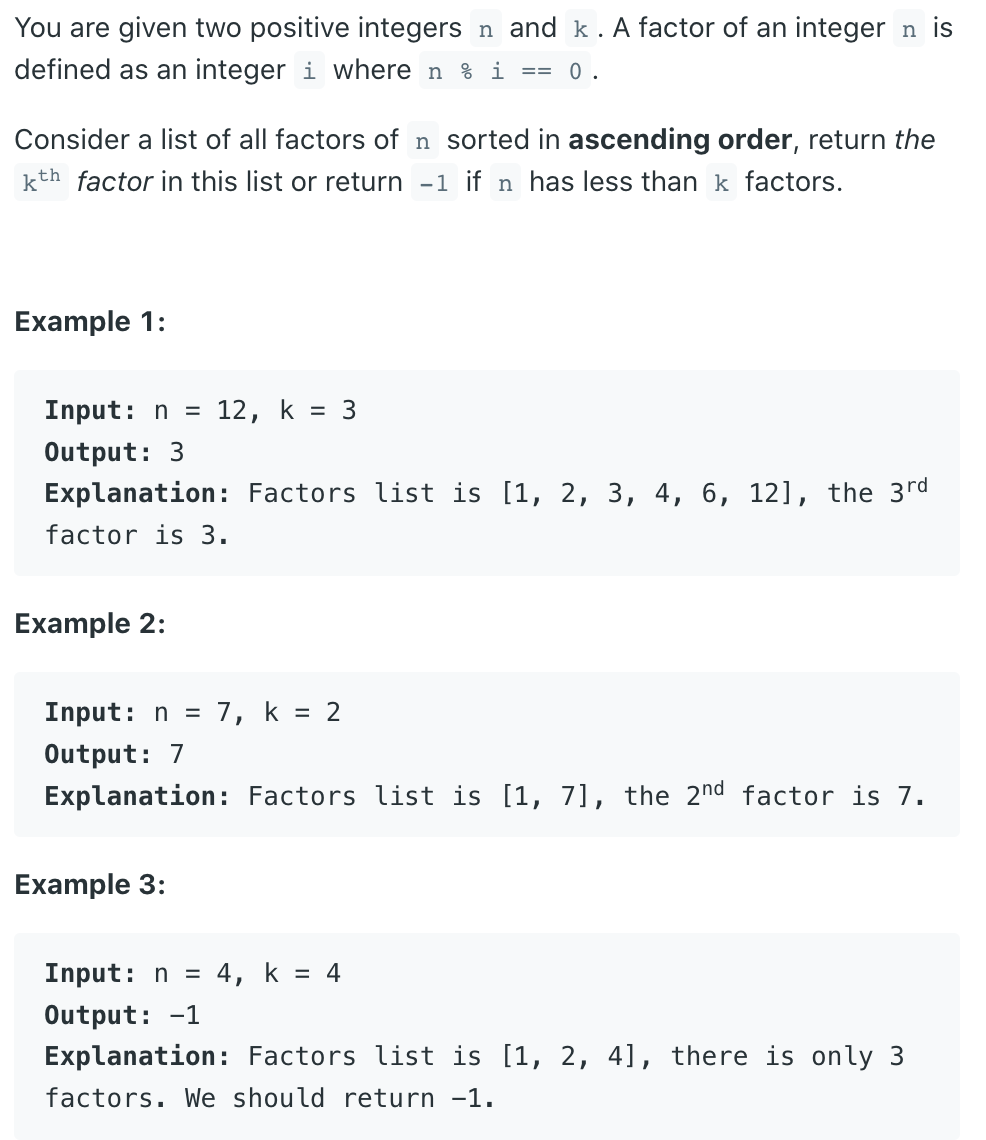 You are given two positive integers n and k. A factor of an integer n is
defined as an integer i where n % i == 0.
Consider a list of all factors of n sorted in ascending order, return the
kth factor in this list or return -1 if n has less than k factors.
Example 1:
Input: n = 12, k = 3
Output: 3
Explanation: Factors list is [1, 2, 3, 4, 6, 12], the 3rd
factor is 3.
Example 2:
Input: n = 7, k = 2
Output: 7
Explanation: Factors list is [1, 7], the 2nd factor is 7.
Example 3:
Input: n = 4, k = 4
Output: -1
Explanation: Factors list is [1, 2, 4], there is only 3
factors. We should return -1.